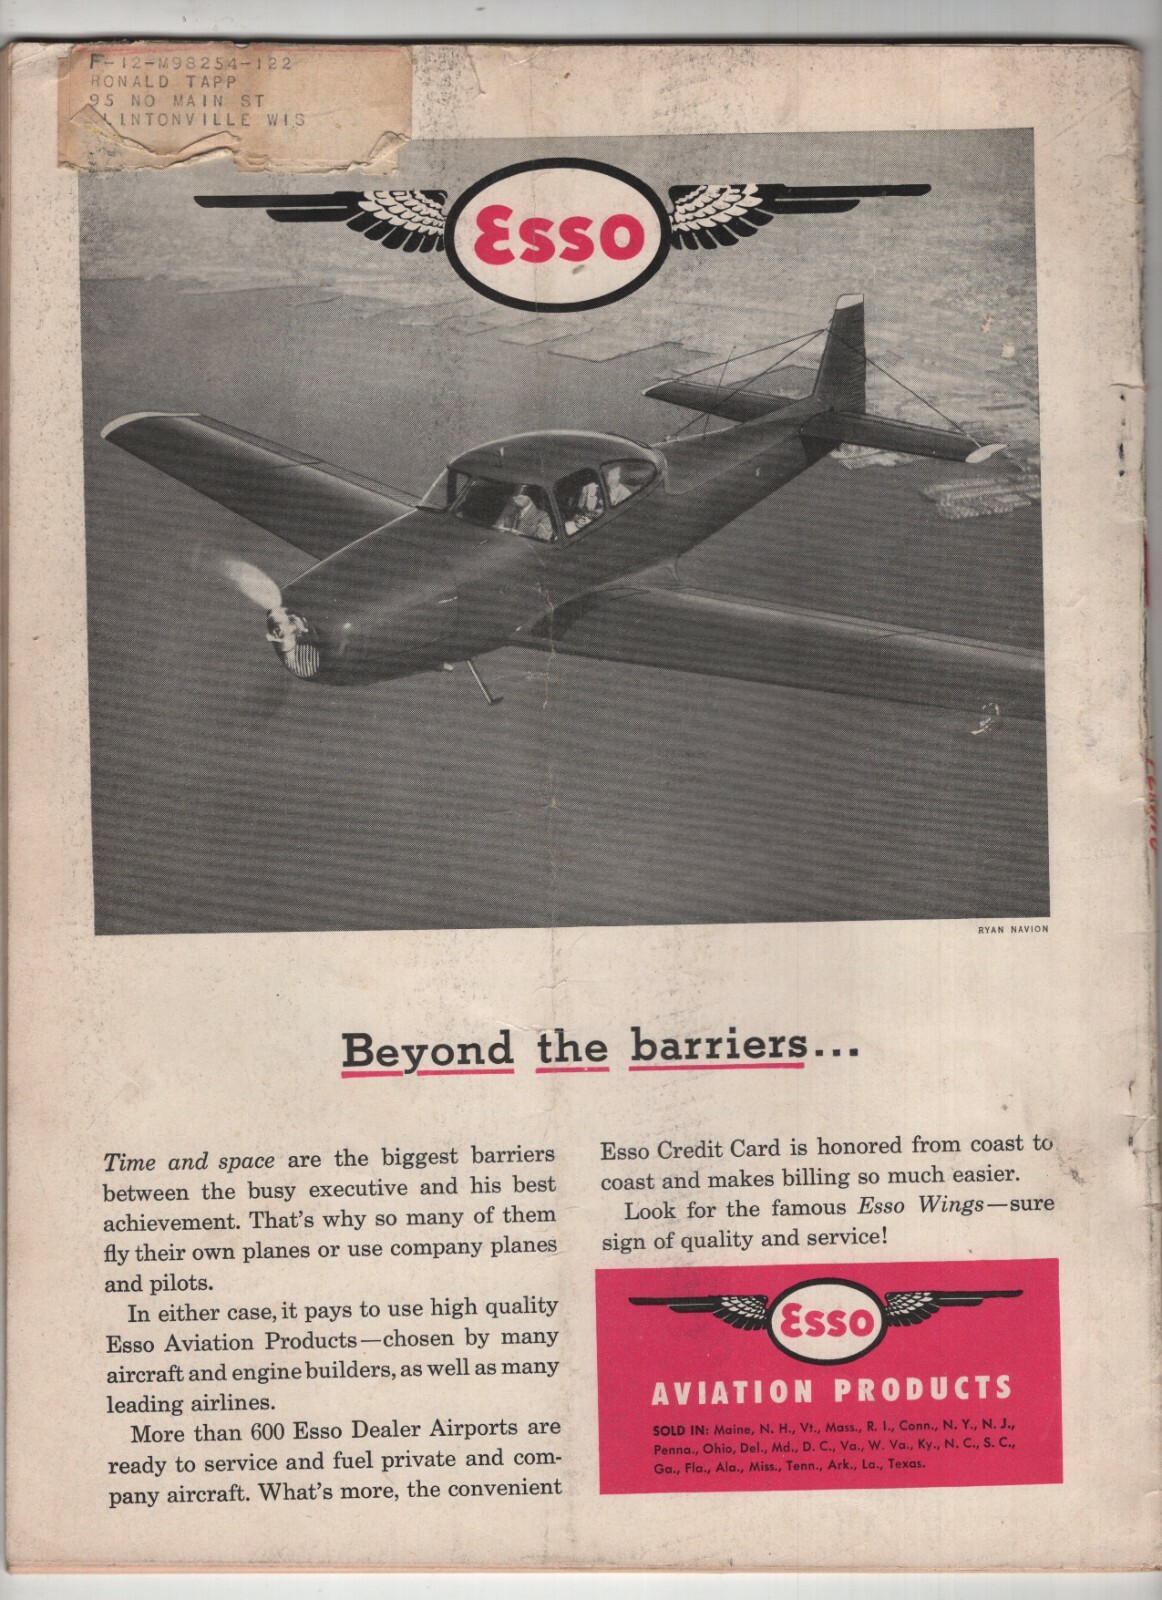 F-12-M98254-122
RONALD TAPP
95 NO MAIN ST
LINTONVILLE WIS
Esso
RYAN NAVION
Beyond the barriers...
Time and space are the biggest barriers
between the busy executive and his best
achievement. That's why so many of them
fly their own planes or use company planes
and pilots.
In either case, it pays to use high quality
Esso Aviation Products—chosen by many
aircraft and engine builders, as well as many
leading airlines.
More than 600 Esso Dealer Airports are
ready to service and fuel private and com-
pany aircraft. What's more, the convenient
Esso Credit Card is honored from coast to
coast and makes billing so much easier.
Look for the famous Esso Wings—sure
sign of quality and service!
Esso
AVIATION PRODUCTS
SOLD IN: Maine, N. H., Vt., Mass., R. I., Conn., N. Y., N. J.,
Penna., Ohio, Del., Md., D. C., Va., W. Va., Ky., N. C., S. C.,
Ga., Fla., Ala., Miss., Tenn., Ark., La., Texas.